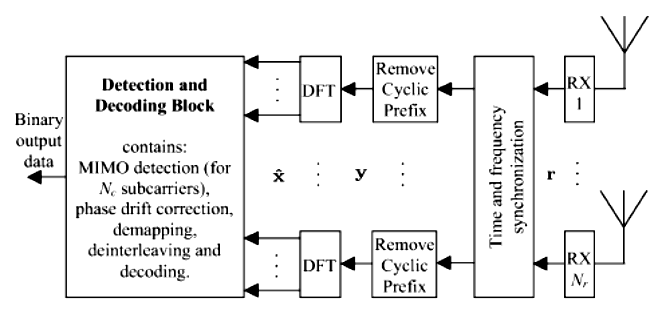 Binary
output
data
Detection and
Decoding Block
contains:
MIMO detection (for
Nc subcarriers),
phase drift correction,
demapping,
deinterleaving and
decoding.
x̂
DFT
DFT
y
Remove
Cyclic
Prefix
Remove
Cyclic
Prefix
Time and frequency
synchronization
r
RX
1
RX
Nr